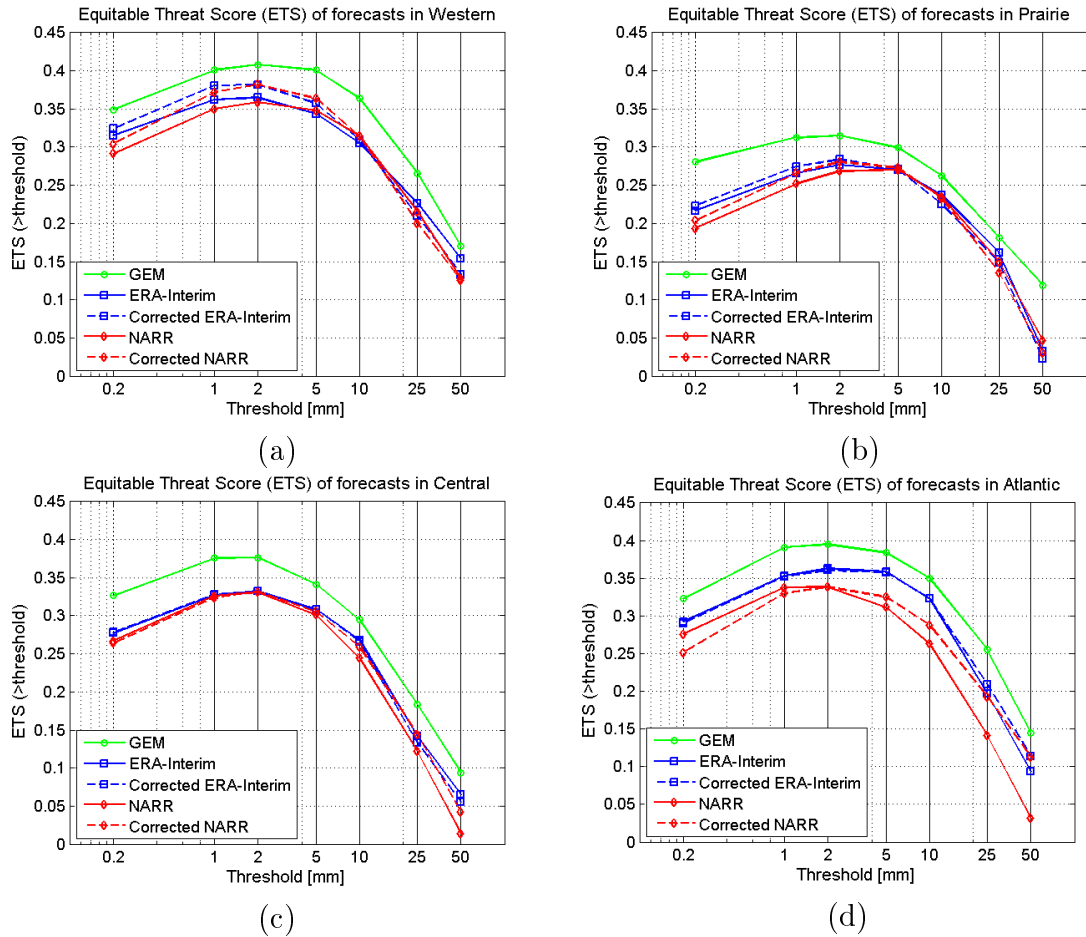 Equitable Threat Score (ETS) of forecasts in Western
0.45
0.4
0.35
0.3
0.25
0.2
0.15
0.1
0.05
0
ETS (>threshold)
GEM
ERA-Interim
Corrected ERA-Interim
NARR
Corrected NARR
0.2 1 2 5 10 25 50
Threshold [mm]
(a)
Equitable Threat Score (ETS) of forecasts in Prairie
0.45
0.4
0.35
0.3
0.25
0.2
0.15
0.1
0.05
0
ETS (>threshold)
GEM
ERA-Interim
Corrected ERA-Interim
NARR
Corrected NARR
0.2 1 2 5 10 25 50
Threshold [mm]
(b)
Equitable Threat Score (ETS) of forecasts in Central
0.45
0.4
0.35
0.3
0.25
0.2
0.15
0.1
0.05
0
ETS (>threshold)
GEM
ERA-Interim
Corrected ERA-Interim
NARR
Corrected NARR
0.2 1 2 5 10 25 50
Threshold [mm]
(c)
Equitable Threat Score (ETS) of forecasts in Atlantic
0.45
0.4
0.35
0.3
0.25
0.2
0.15
0.1
0.05
0
ETS (>threshold)
GEM
ERA-Interim
Corrected ERA-Interim
NARR
Corrected NARR
0.2 1 2 5 10 25 50
Threshold [mm]
(d)